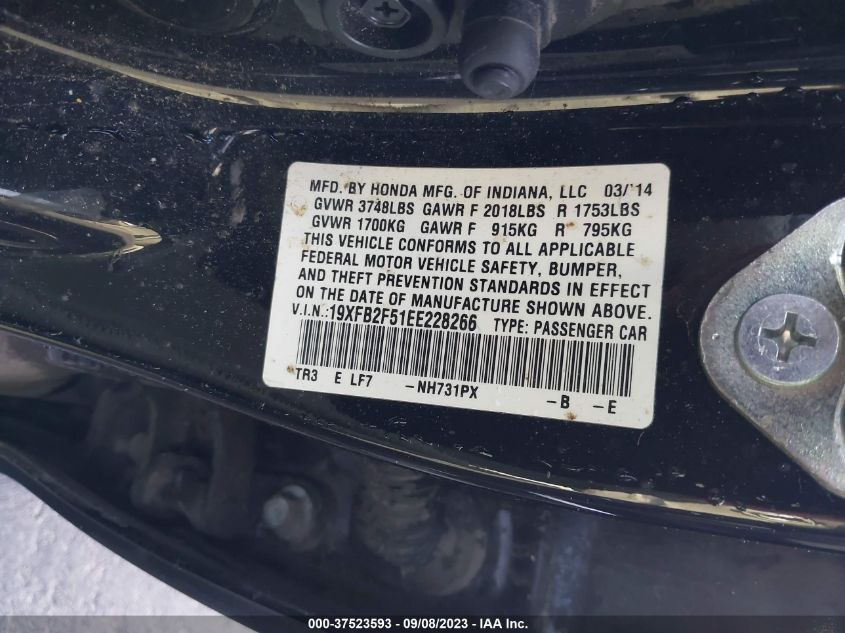 MFD. BY HONDA MFG. OF INDIANA, LLC 03/'14
GVWR 3748LBS GAWR F 2018LBS R 1753LBS
GVWR 1700KG GAWR F 915KG R 795KG
THIS VEHICLE CONFORMS TO ALL APPLICABLE
FEDERAL MOTOR VEHICLE SAFETY, BUMPER,
AND THEFT PREVENTION STANDARDS IN EFFECT
ON THE DATE OF MANUFACTURE SHOWN ABOVE.
V.I.N.:19XFB2F51EE228266 TYPE: PASSENGER CAR
TR3 E LF7 -NH731PX -B -E
000-37523593 - 09/08/2023 - IAA Inc.